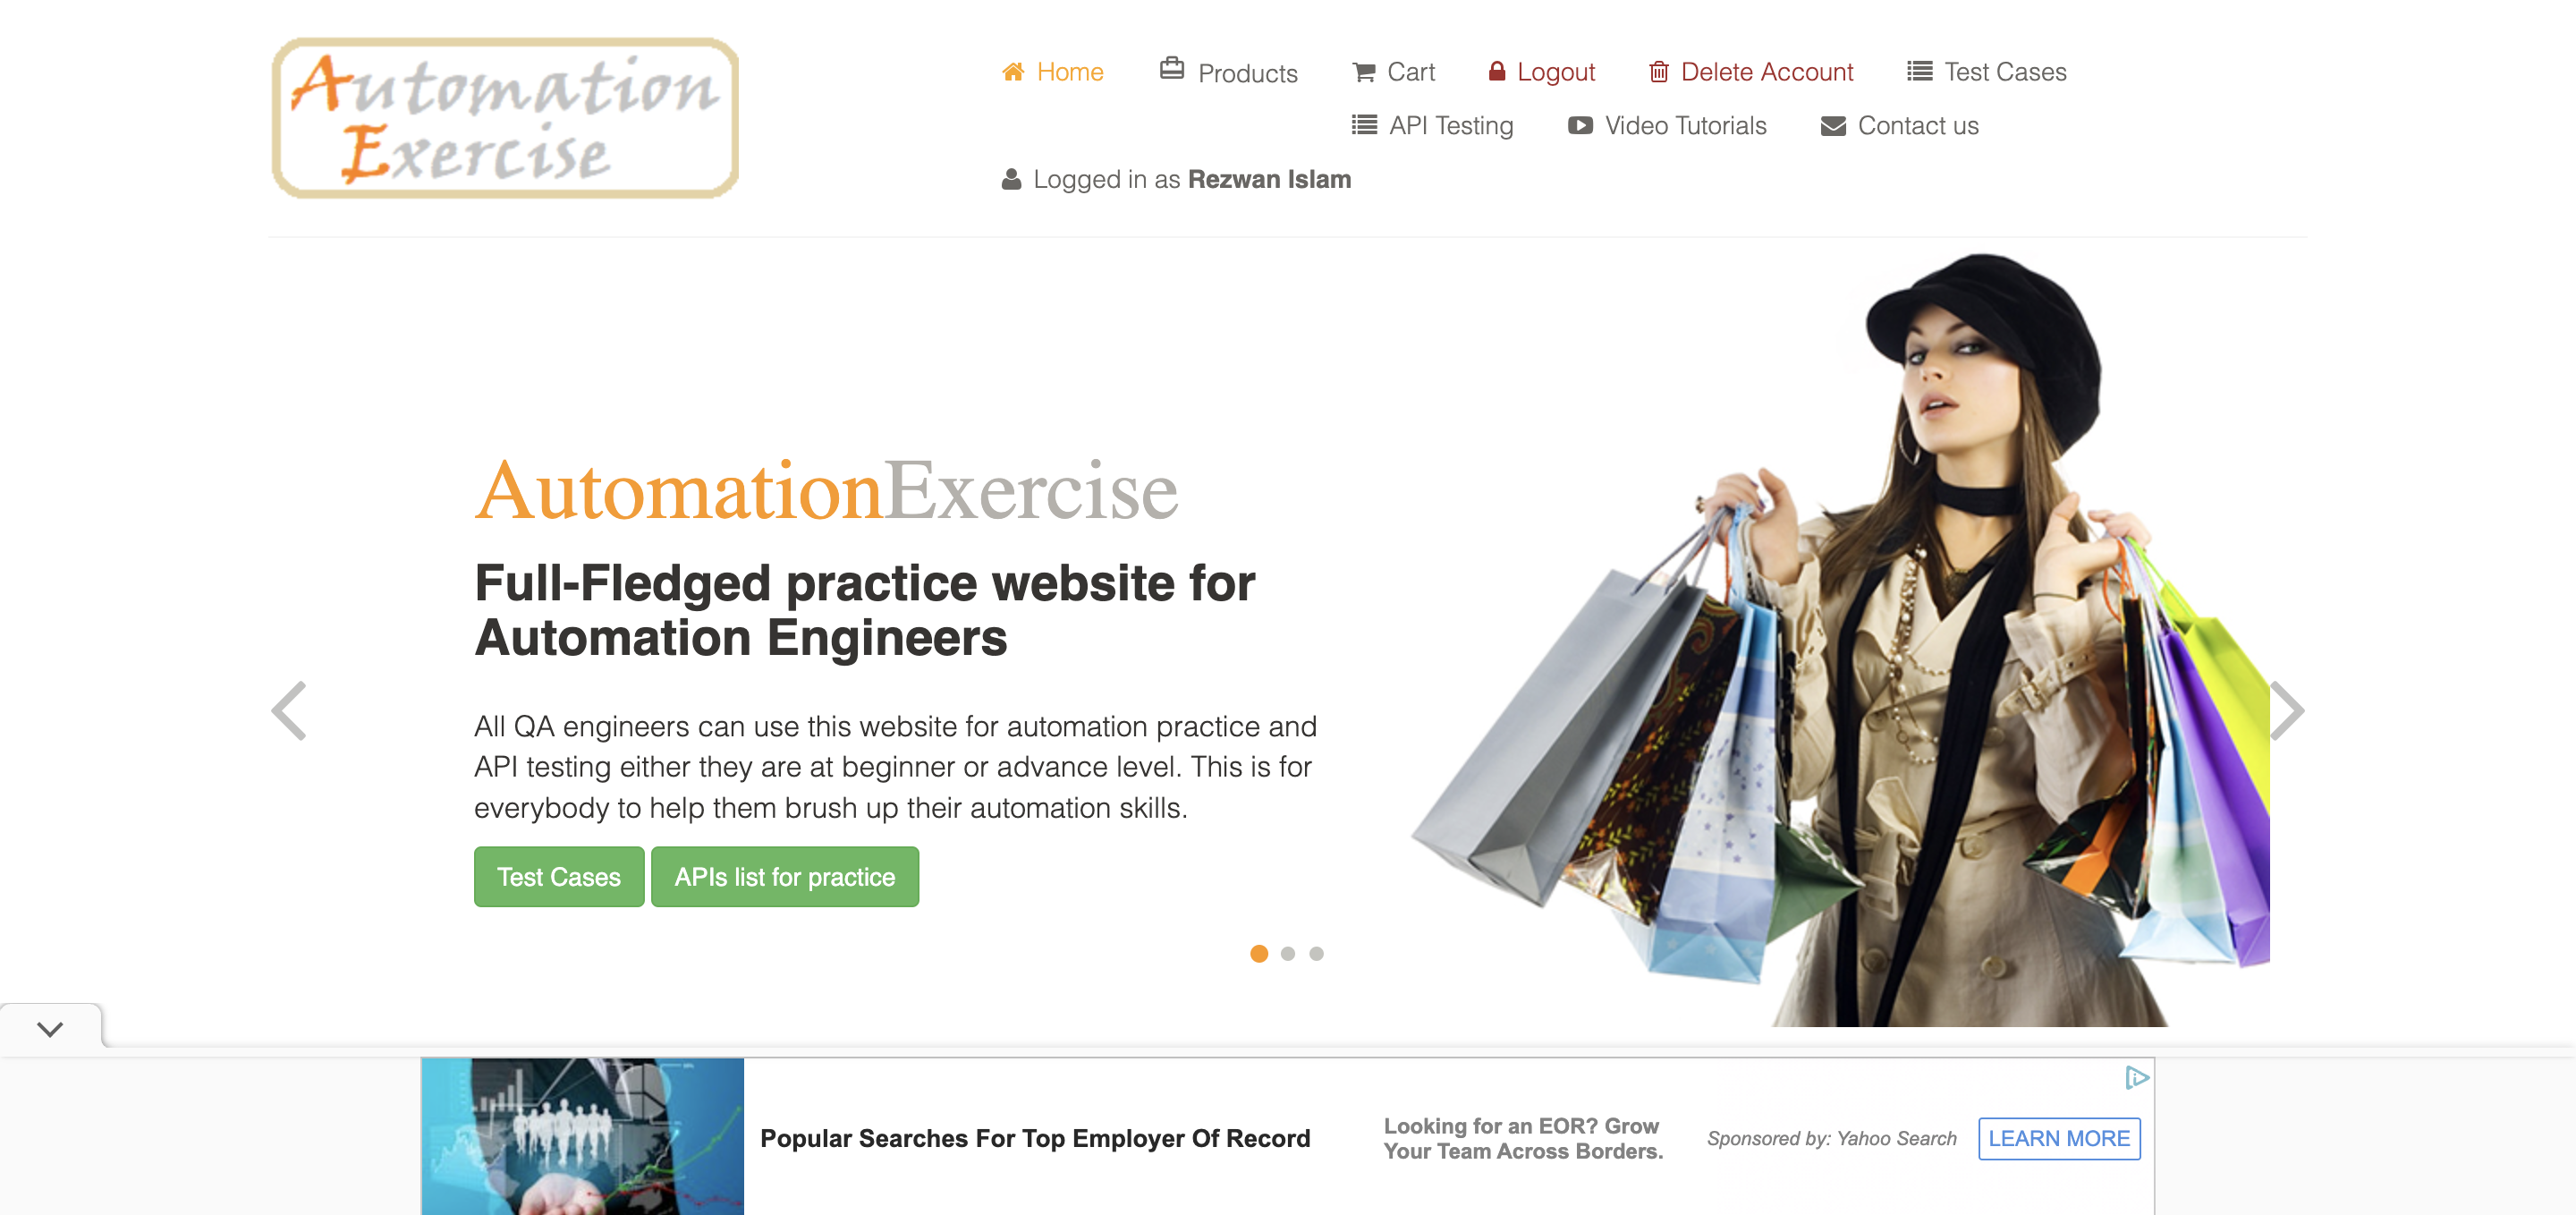 Automation
Exercise
Home Products Cart Logout Delete Account Test Cases
API Testing Video Tutorials Contact us
Logged in as Rezwan Islam
AutomationExercise
Full-Fledged practice website for
Automation Engineers
All QA engineers can use this website for automation practice and
API testing either they are at beginner or advance level. This is for
everybody to help them brush up their automation skills.
Test Cases APIs list for practice
Popular Searches For Top Employer Of Record
Looking for an EOR? Grow
Your Team Across Borders.
Sponsored by: Yahoo Search
LEARN MORE